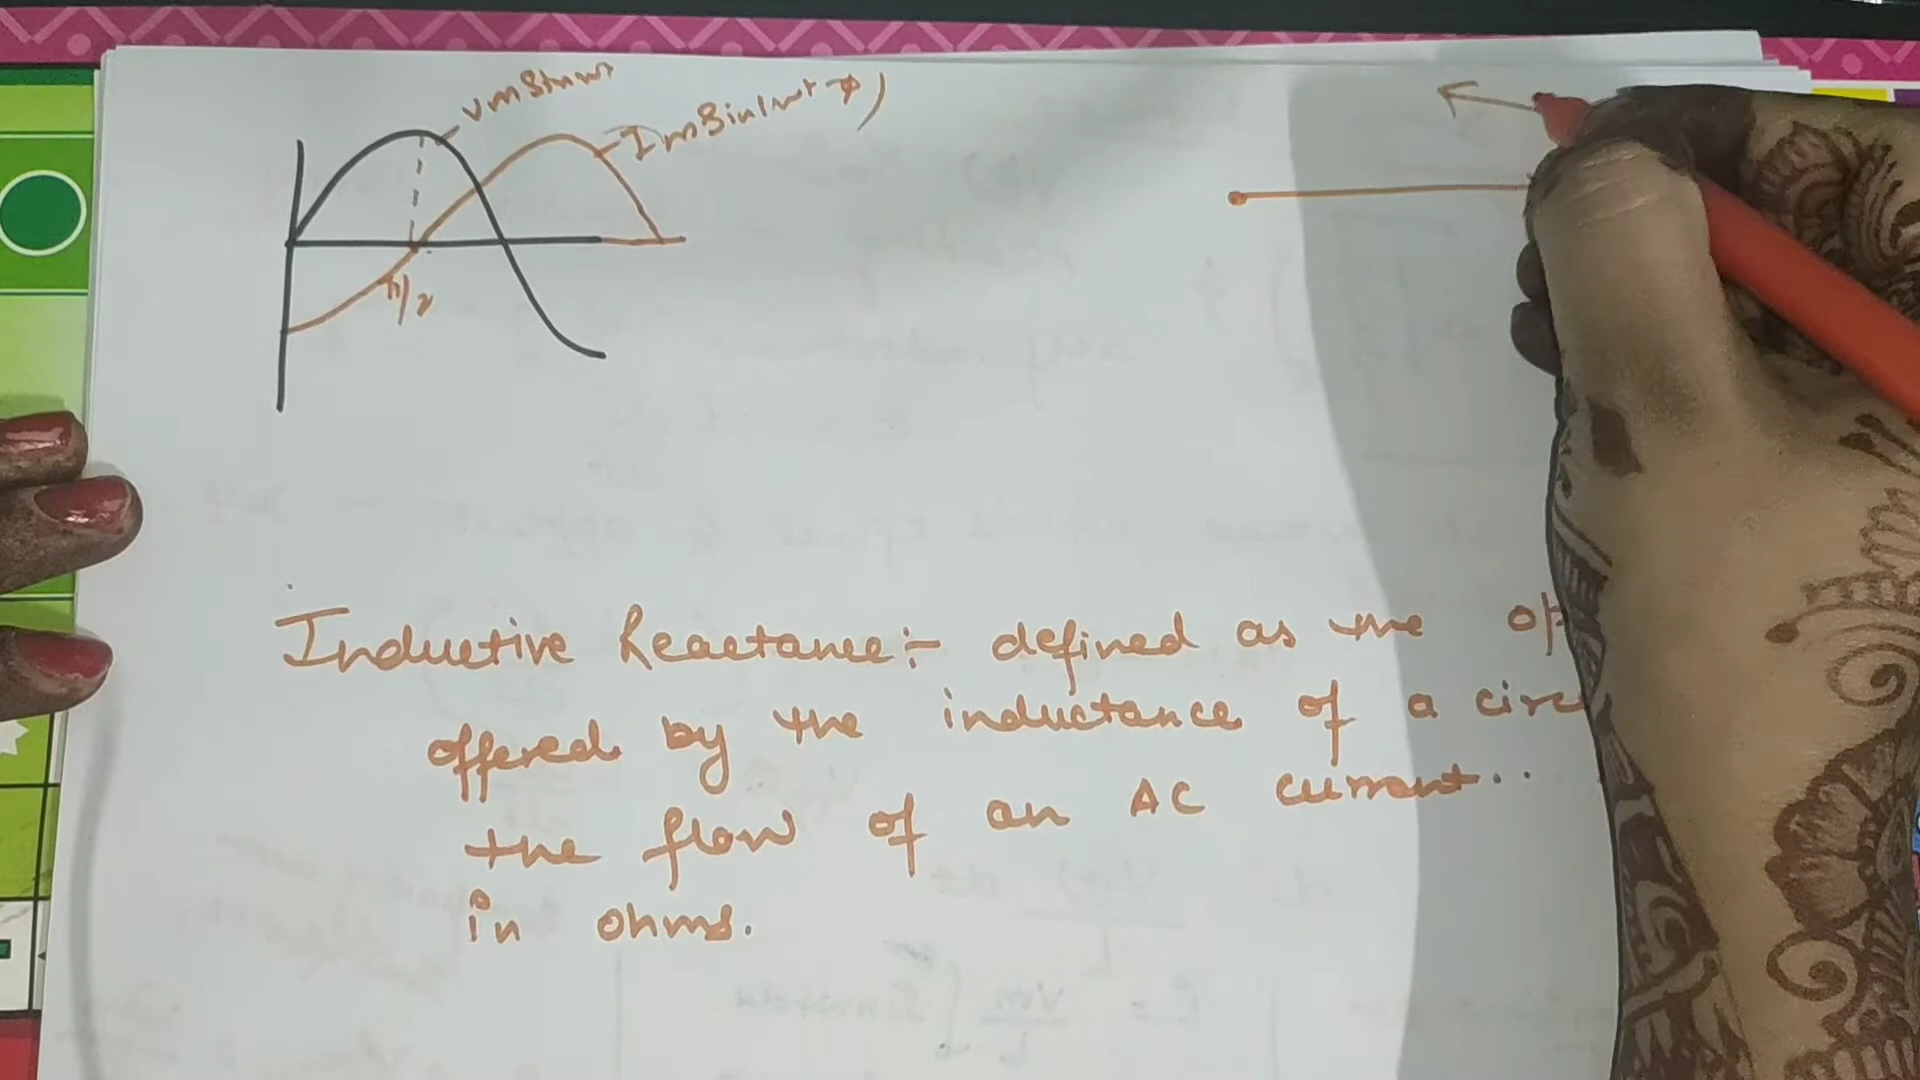 Vm Sinwt
Im Sin(wt - φ)
π/2
Inductive Reactance:- defined as the op
offered by the inductance of a circ
the flow of an AC current..
in ohms.